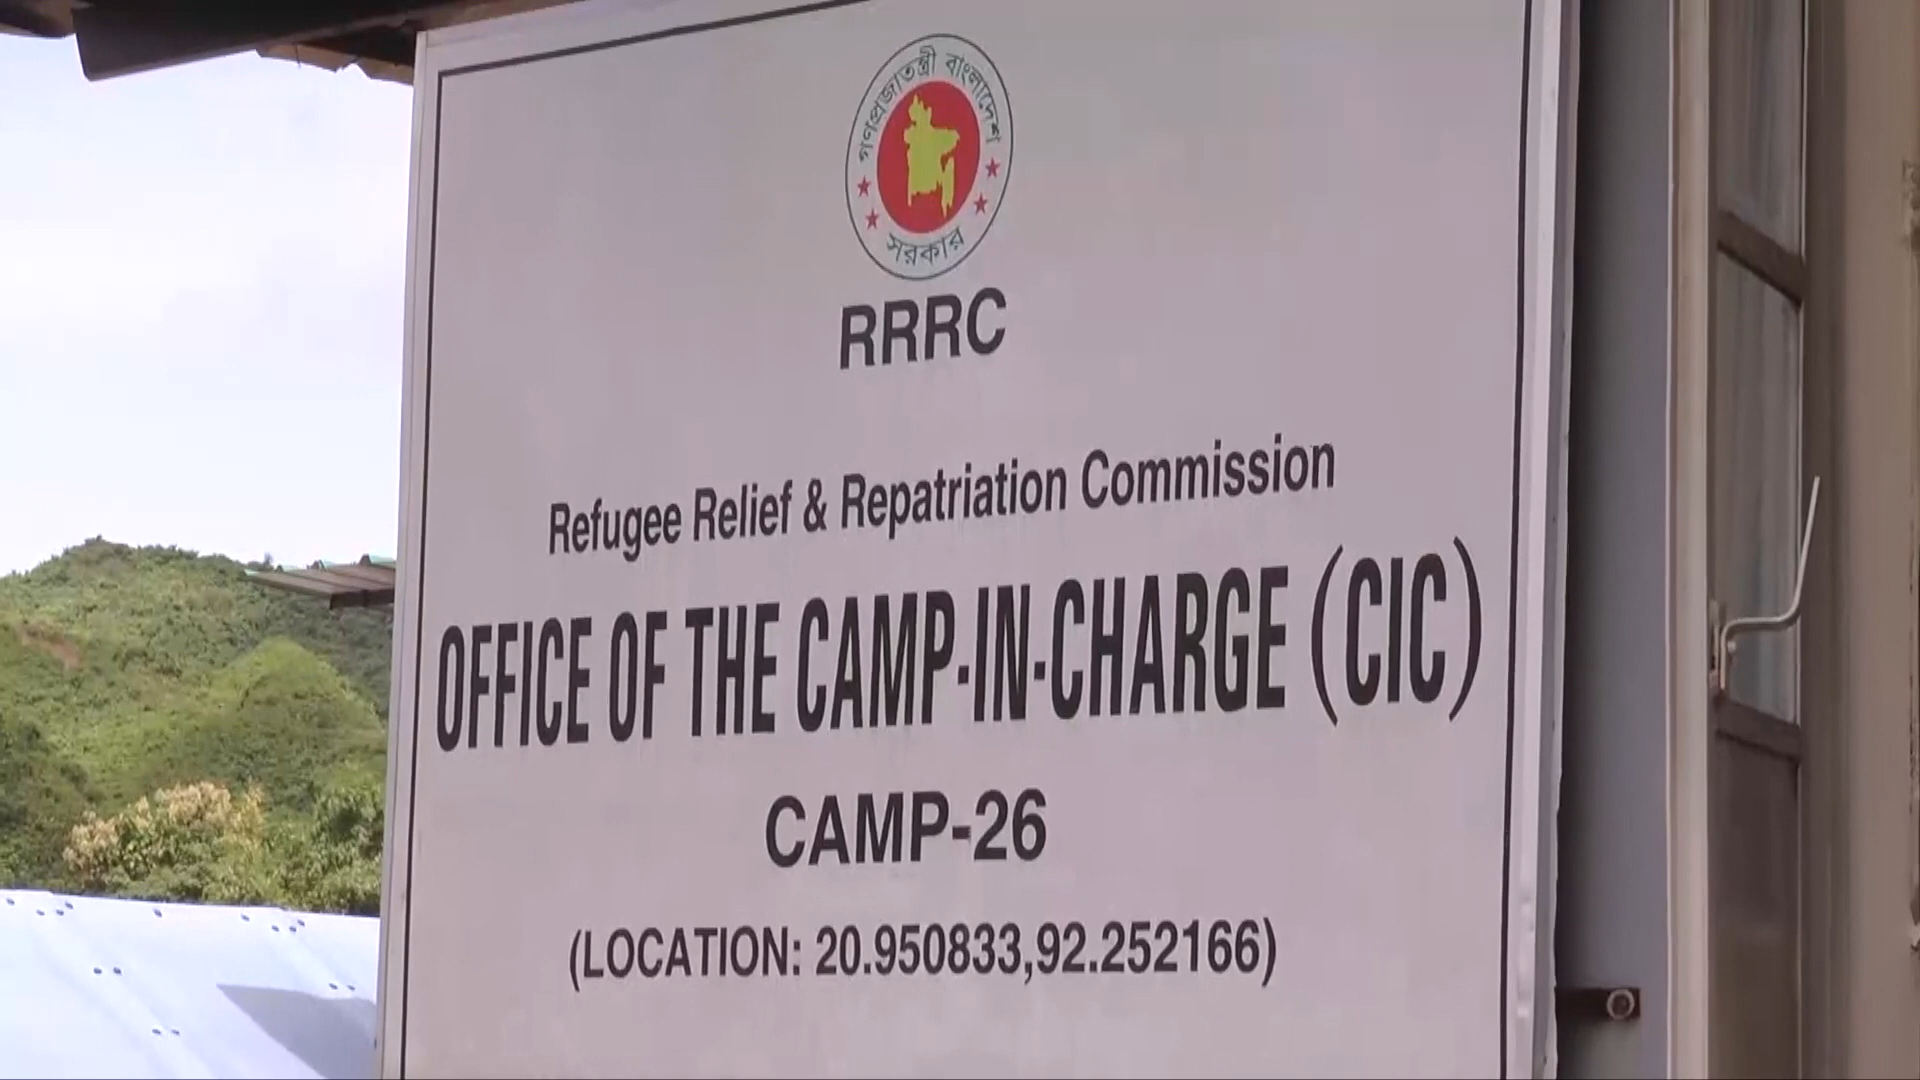 গণপ্রজাতন্ত্রী বাংলাদেশ
সরকার
RRRC
Refugee Relief & Repatriation Commission
OFFICE OF THE CAMP-IN-CHARGE (CIC)
CAMP-26
(LOCATION: 20.950833,92.252166)